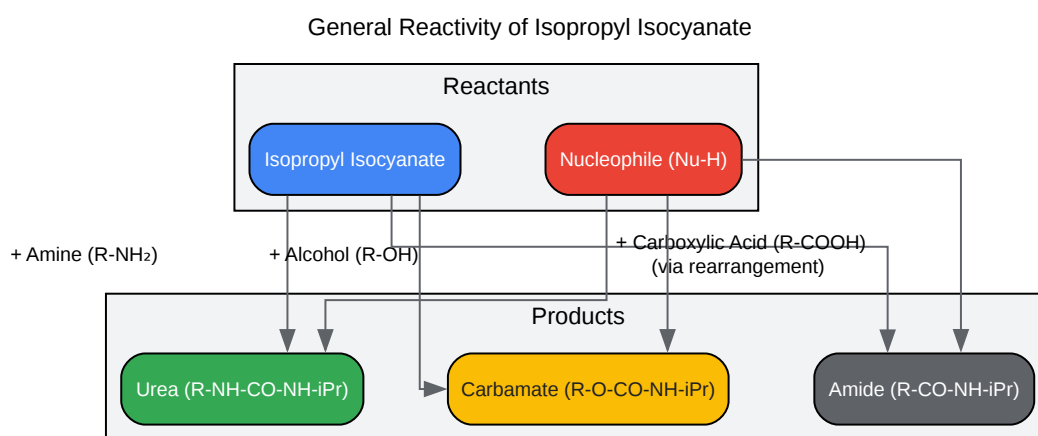 General Reactivity of Isopropyl Isocyanate
Reactants
Isopropyl Isocyanate
Nucleophile (Nu-H)
+ Amine (R-NH₂)
+ Alcohol (R-OH)
+ Carboxylic Acid (R-COOH)
(via rearrangement)
Products
Urea (R-NH-CO-NH-iPr)
Carbamate (R-O-CO-NH-iPr)
Amide (R-CO-NH-iPr)